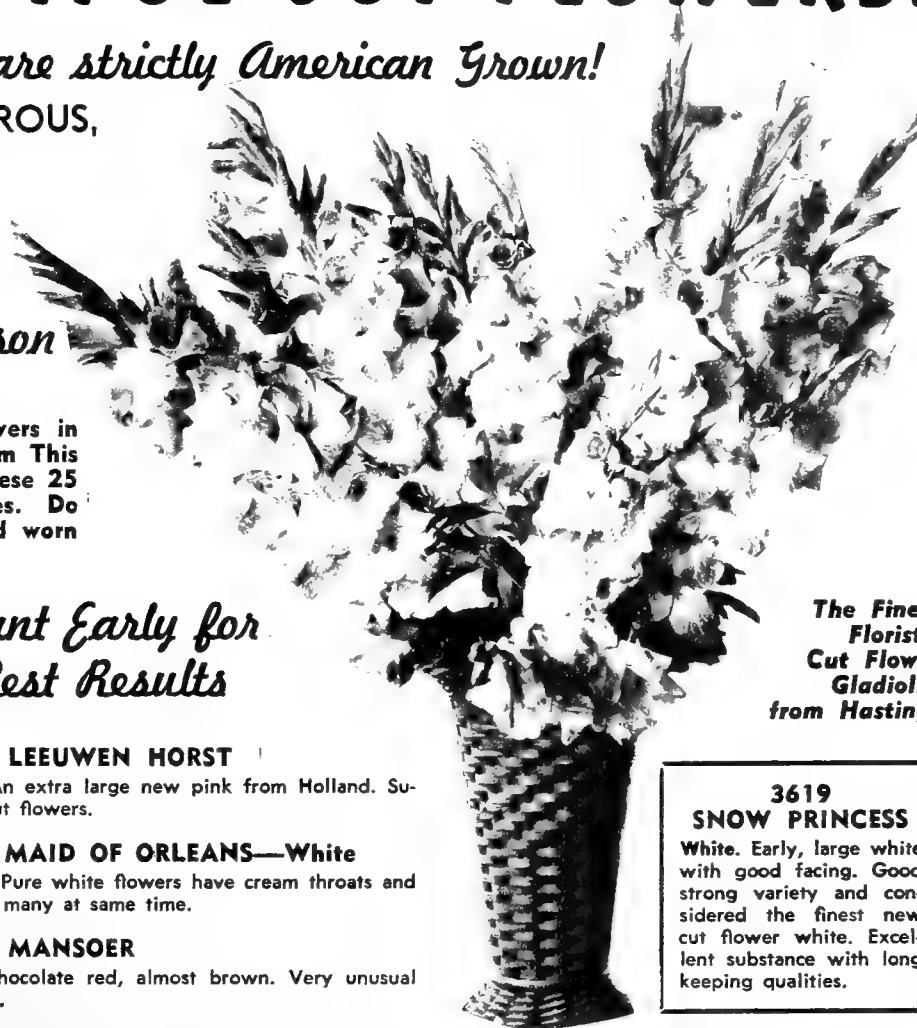 are strictly American Grown!
ROUS,
son
vers in
m This
ese 25
es. Do
d worn
ant Early for
Best Results
The Fine
Florist
Cut Flow
Gladiol
from Hastin
LEEUWEN HORST
An extra large new pink from Holland. Su-
ut flowers.
MAID OF ORLEANS—White
Pure white flowers have cream throats and
many at same time.
MANSOER
hocolate red, almost brown. Very unusual
3619
SNOW PRINCESS
White. Early, large white
with good facing. Good
strong variety and con-
sidered the finest new
cut flower white. Excel-
lent substance with long
keeping qualities.